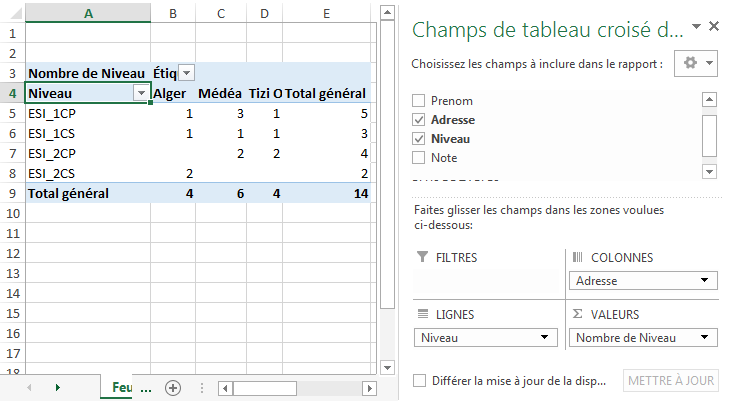 A B C D E
1
2
3 Nombre de Niveau Étiq
4 Niveau Alger Médéa Tizi O Total général
5 ESI_1CP 1 3 1 5
6 ESI_1CS 1 1 1 3
7 ESI_2CP 2 2 4
8 ESI_2CS 2 2
9 Total général 4 6 4 14
10
11
12
13
14
15
16
17
18
Feu ...
Champs de tableau croisé d...
Choisissez les champs à inclure dans le rapport :
Prenom
Adresse
Niveau
Note
Faites glisser les champs dans les zones voulues
ci-dessous:
FILTRES
COLONNES
Adresse
LIGNES
Niveau
Σ VALEURS
Nombre de Niveau
Différer la mise à jour de la disp...
METTRE À JOUR